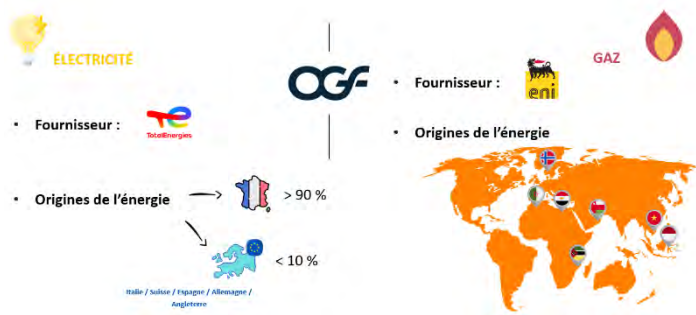 ÉLECTRICITÉ
• Fournisseur :
TotalEnergies
• Origines de l'énergie
> 90 %
< 10 %
Italie / Suisse / Espagne / Allemagne /
Angleterre
OGF
GAZ
• Fournisseur :
eni
• Origines de l'énergie